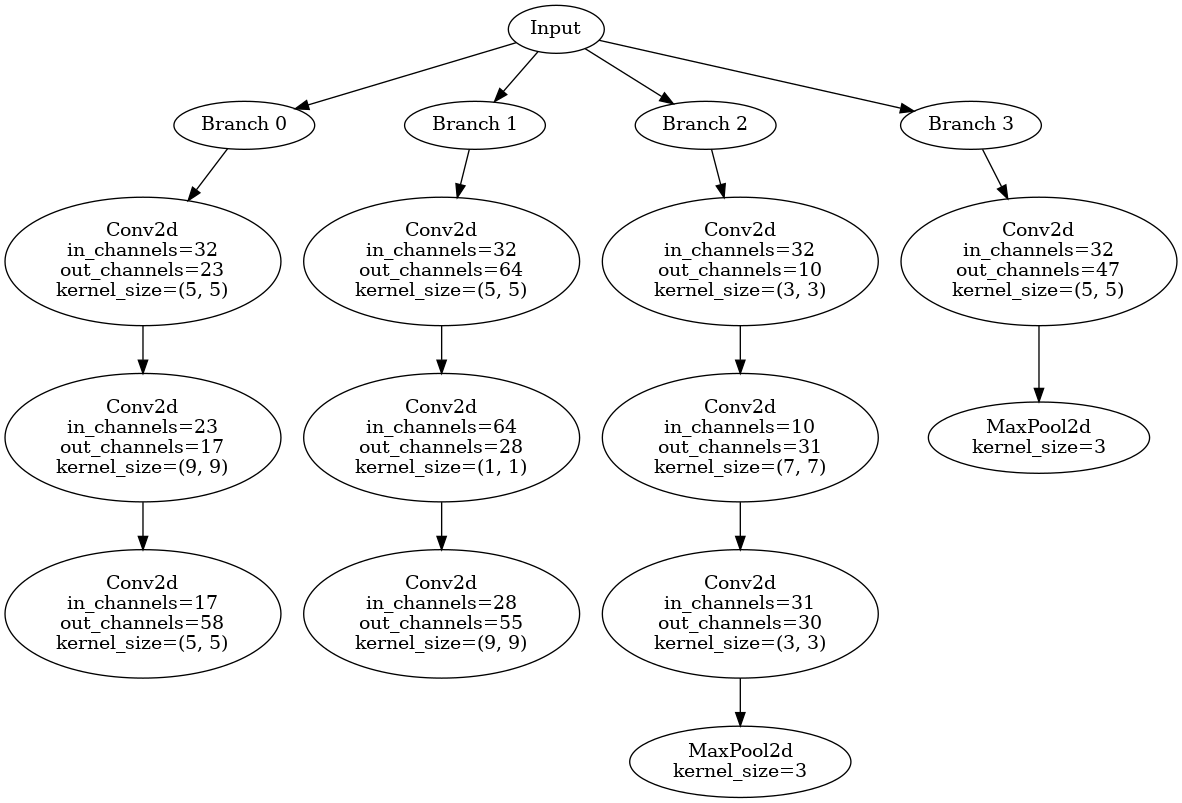 Input
Branch 0
Branch 1
Branch 2
Branch 3
Conv2d
in_channels=32
out_channels=23
kernel_size=(5, 5)
Conv2d
in_channels=32
out_channels=64
kernel_size=(5, 5)
Conv2d
in_channels=32
out_channels=10
kernel_size=(3, 3)
Conv2d
in_channels=32
out_channels=47
kernel_size=(5, 5)
Conv2d
in_channels=23
out_channels=17
kernel_size=(9, 9)
Conv2d
in_channels=64
out_channels=28
kernel_size=(1, 1)
Conv2d
in_channels=10
out_channels=31
kernel_size=(7, 7)
MaxPool2d
kernel_size=3
Conv2d
in_channels=17
out_channels=58
kernel_size=(5, 5)
Conv2d
in_channels=28
out_channels=55
kernel_size=(9, 9)
Conv2d
in_channels=31
out_channels=30
kernel_size=(3, 3)
MaxPool2d
kernel_size=3